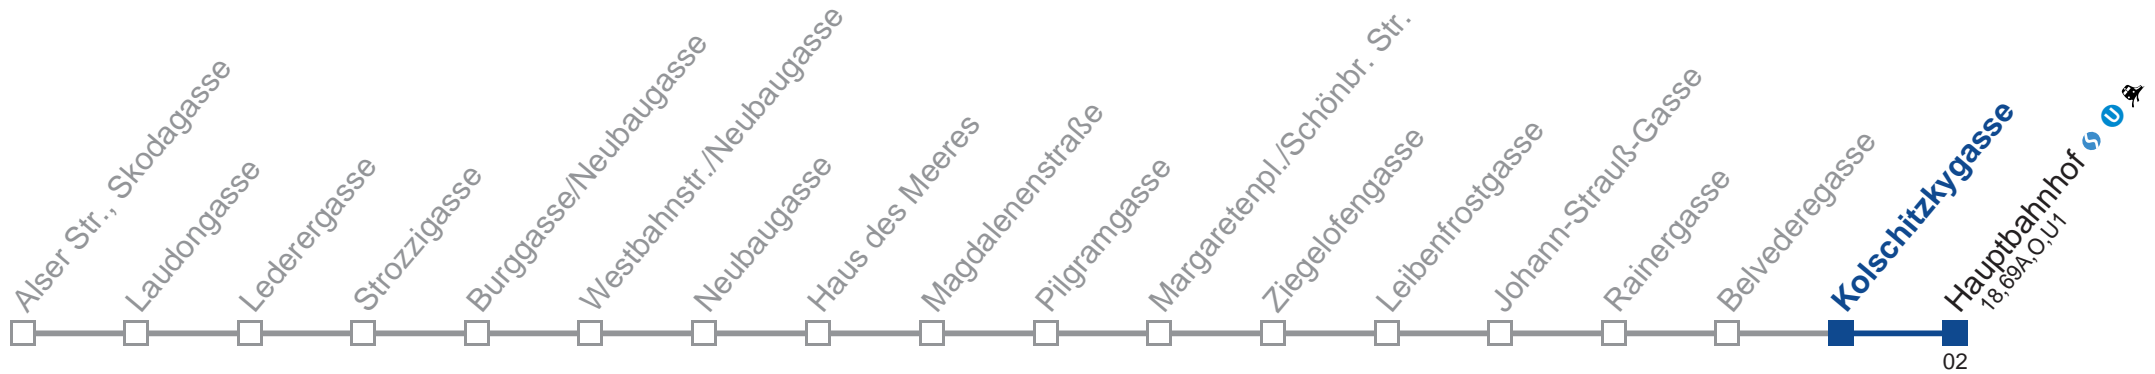 Alser Str., Skodagasse
Laudongasse
Lederergasse
Strozzigasse
Burggasse/Neubaugasse
Westbahnstr./Neubaugasse
Neubaugasse
Haus des Meeres
Magdalenenstraße
Pilgramgasse
Margaretenpl./Schönbr. Str.
Ziegelofengasse
Leibenfrostgasse
Johann-Strauß-Gasse
Rainergasse
Belvederegasse
Kolschitzkygasse
Hauptbahnhof U
18,69A,O,U1
02